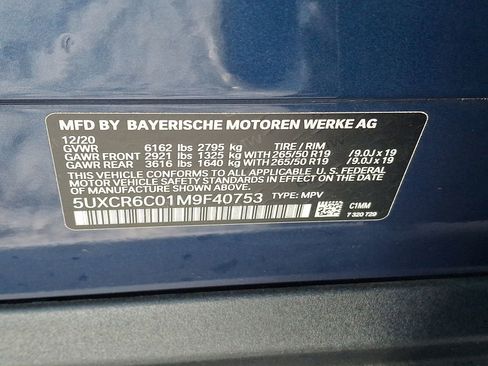 MFD BY BAYERISCHE MOTOREN WERKE AG
12/20
GVWR 6162 lbs 2795 kg TIRE / RIM
GAWR FRONT 2921 lbs 1325 kg WITH 265/50 R19 / 9.0J x 19
GAWR REAR 3616 lbs 1640 kg WITH 265/50 R19 / 9.0J x 19
THIS VEHICLE CONFORMS TO ALL APPLICABLE U. S. FEDERAL
MOTOR VEHICLE SAFETY AND THEFT PREVENTION STANDARDS
IN EFFECT ON THE DATE OF MANUFACTURE SHOWN ABOVE.
5UXCR6C01M9F40753 TYPE: MPV
C1MM
7 320 729